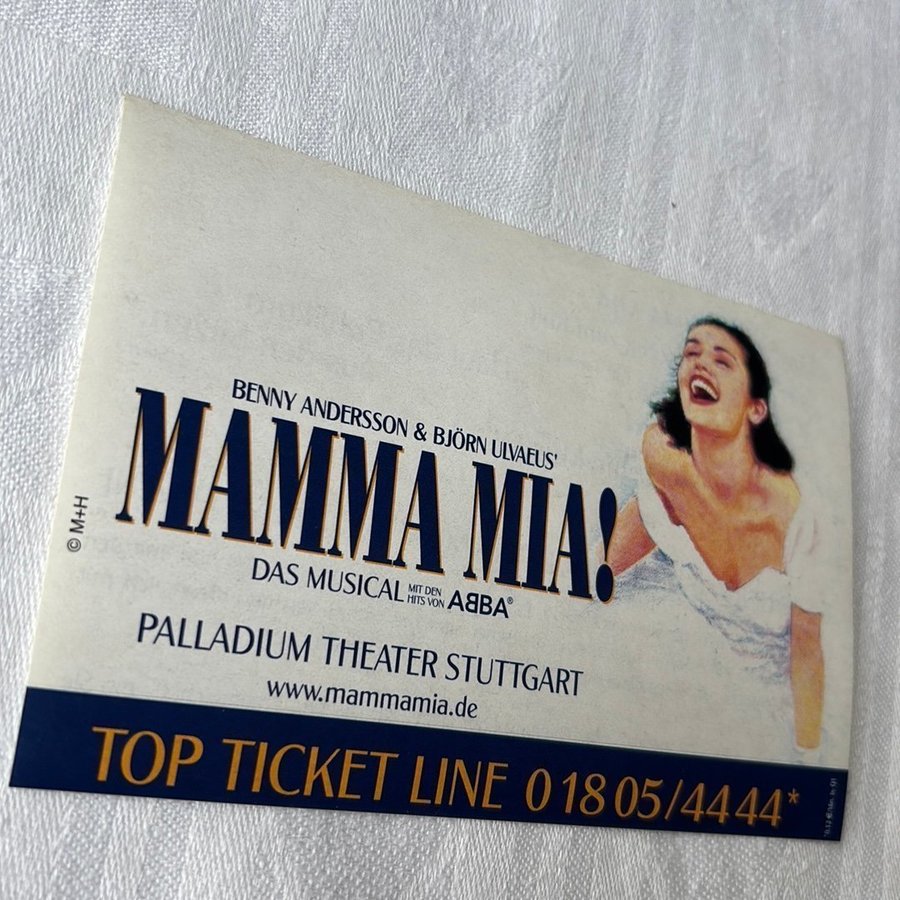 BENNY ANDERSSON & BJÖRN ULVAEUS'
MAMMA MIA!
DAS MUSICAL MIT DEN HITS VON ABBA®
PALLADIUM THEATER STUTTGART
www.mammamia.de
TOP TICKET LINE 0 18 05/44 44*
© M+H